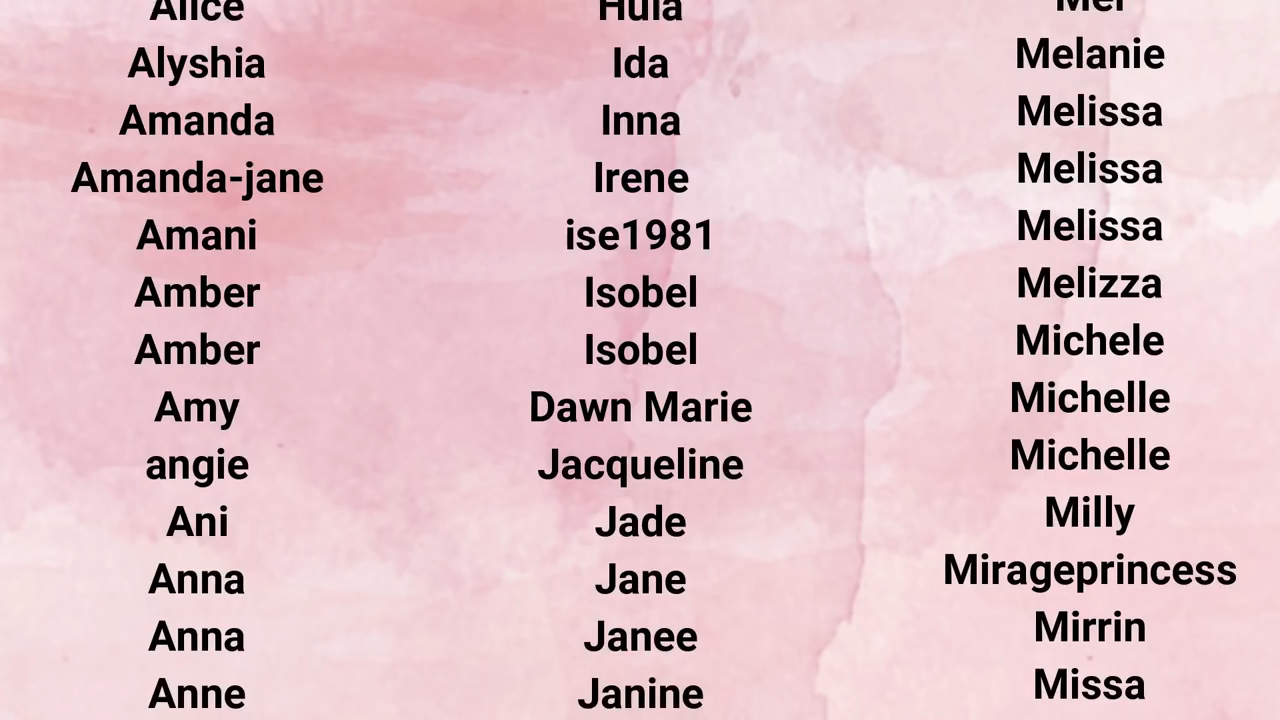 Alice
Alyshia
Amanda
Amanda-jane
Amani
Amber
Amber
Amy
angie
Ani
Anna
Anna
Anne
Hula
Ida
Inna
Irene
ise1981
Isobel
Isobel
Dawn Marie
Jacqueline
Jade
Jane
Janee
Janine
Mel
Melanie
Melissa
Melissa
Melissa
Melizza
Michele
Michelle
Michelle
Milly
Mirageprincess
Mirrin
Missa